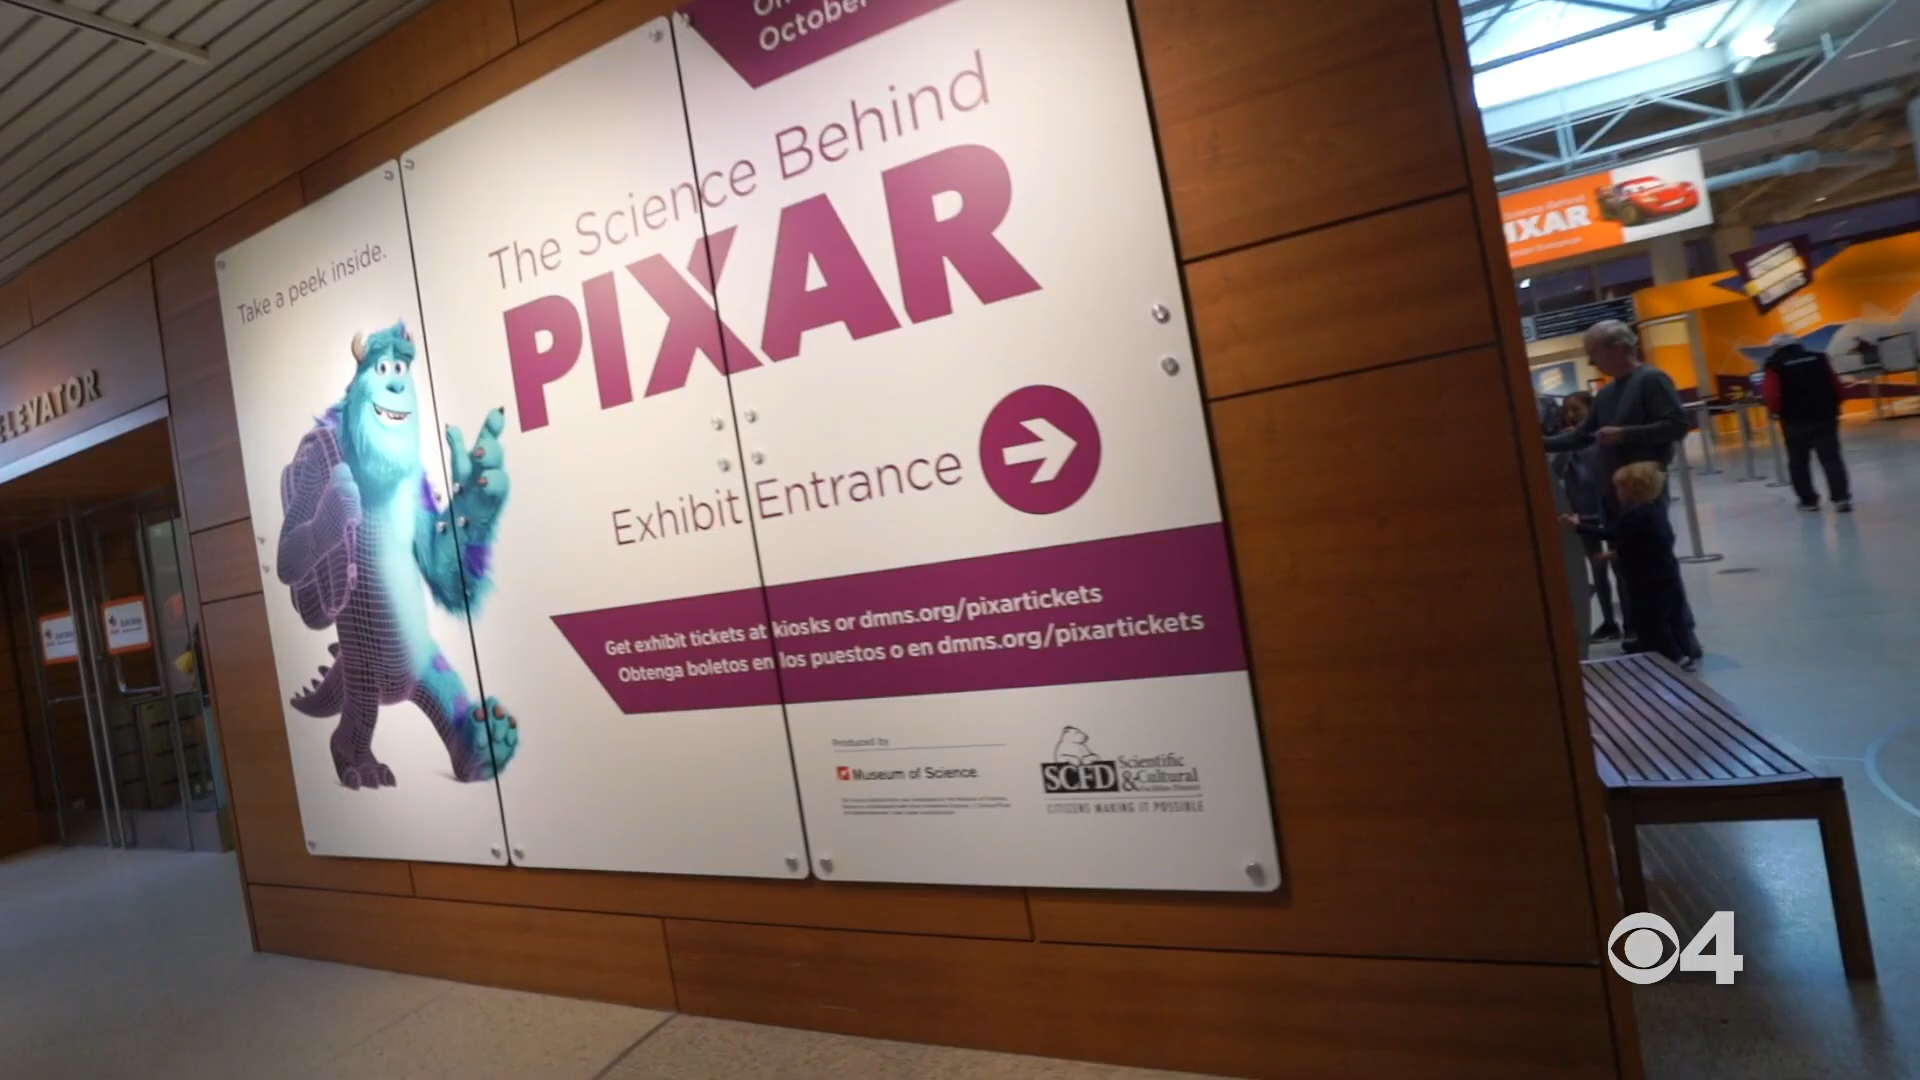 October
The Science Behind
PIXAR
Take a peek inside.
Exhibit Entrance
Get exhibit tickets at kiosks or dmns.org/pixartickets
Obtenga boletos en los puestos o en dmns.org/pixartickets
Produced by
Museum of Science
SCFD Scientific
& Cultural
Facilities District
CITIZENS MAKING IT POSSIBLE
ELEVATOR
PIXAR
4